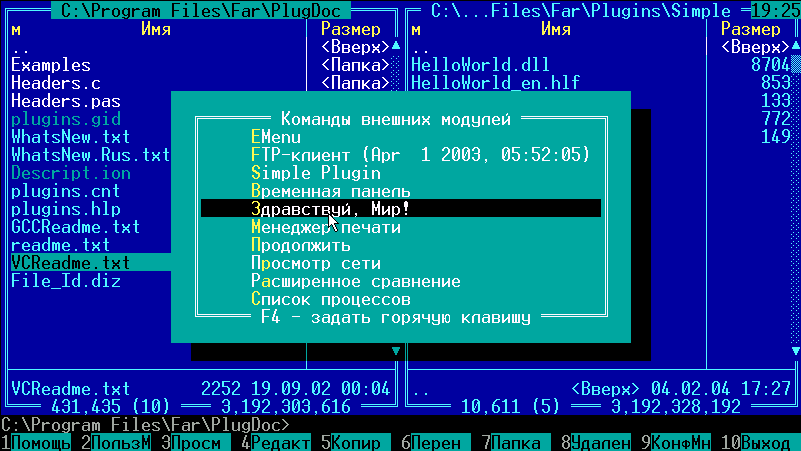 C:\Program Files\Far\PlugDoc
C:\...Files\Far\Plugins\Simple 19:25
м Имя Размер м Имя Размер
.. <Вверх> .. <Вверх>
Examples <Папка> HelloWorld.dll 8704
Headers.c <Папка> HelloWorld_en.hlf 853
Headers.pas 133
plugins.gid 772
WhatsNew.txt 149
WhatsNew.Rus.txt
Descript.ion
plugins.cnt
plugins.hlp
GCCReadme.txt
readme.txt
VCReadme.txt
File_Id.diz
Команды внешних модулей
EMenu
FTP-клиент (Apr 1 2003, 05:52:05)
Simple Plugin
Временная панель
Здравствуй, Мир!
Менеджер печати
Продолжить
Просмотр сети
Расширенное сравнение
Список процессов
F4 - задать горячую клавишу
VCReadme.txt 2252 19.09.02 00:04
.. <Вверх> 04.02.04 17:27
431,435 (10) 3,192,303,616
10,611 (5) 3,192,328,192
C:\Program Files\Far\PlugDoc>
1Помощь 2ПользМ 3Просм 4Редакт 5Копир 6Перен 7Папка 8Удален 9КонфМн 10Выход